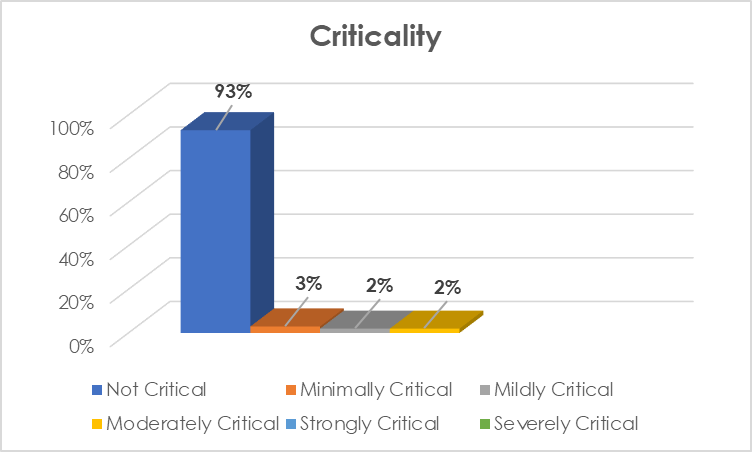 Criticality
93%
100%
80%
60%
40%
3%
2%
2%
20%
0%
Not Critical
Minimally Critical
Mildly Critical
Moderately Critical
Strongly Critical
Severely Critical